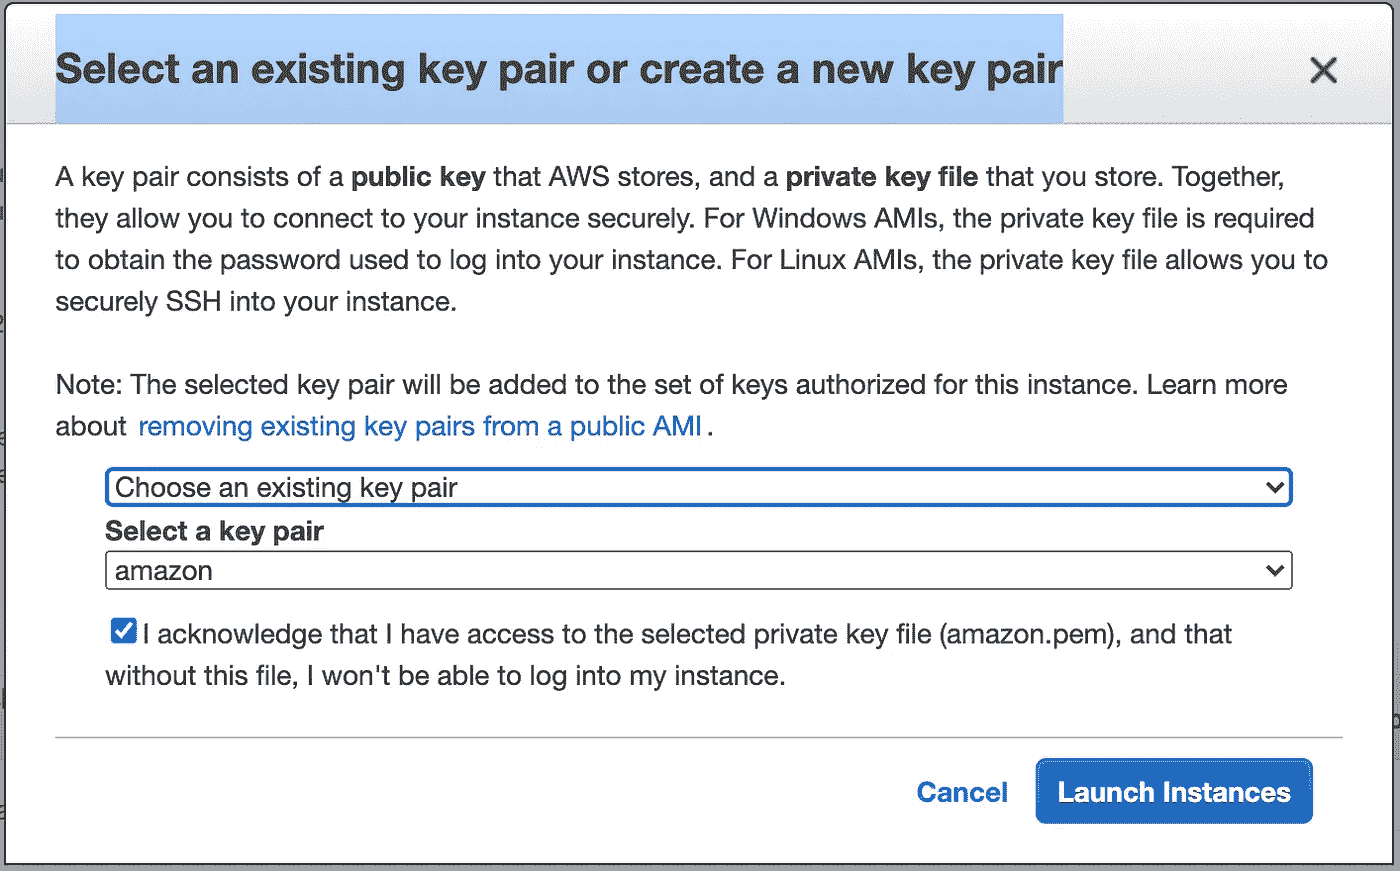 Select an existing key pair or create a new key pair
A key pair consists of a public key that AWS stores, and a private key file that you store. Together,
they allow you to connect to your instance securely. For Windows AMIs, the private key file is required
to obtain the password used to log into your instance. For Linux AMIs, the private key file allows you to
securely SSH into your instance.
Note: The selected key pair will be added to the set of keys authorized for this instance. Learn more
about removing existing key pairs from a public AMI .
Choose an existing key pair
Select a key pair
amazon
I acknowledge that I have access to the selected private key file (amazon.pem), and that
without this file, I won't be able to log into my instance.
Cancel Launch Instances